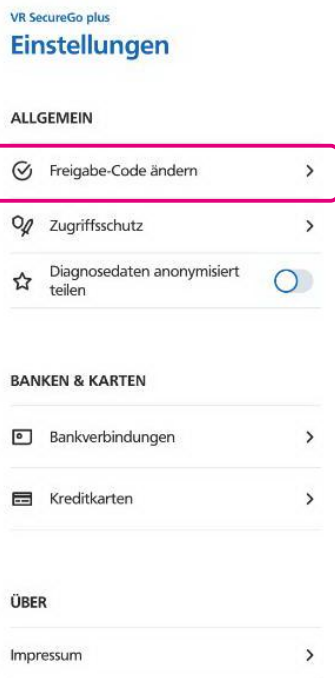 VR SecureGo plus
Einstellungen
ALLGEMEIN
Freigabe-Code ändern
Zugriffsschutz
Diagnosedaten anonymisiert
teilen
BANKEN & KARTEN
Bankverbindungen
Kreditkarten
ÜBER
Impressum